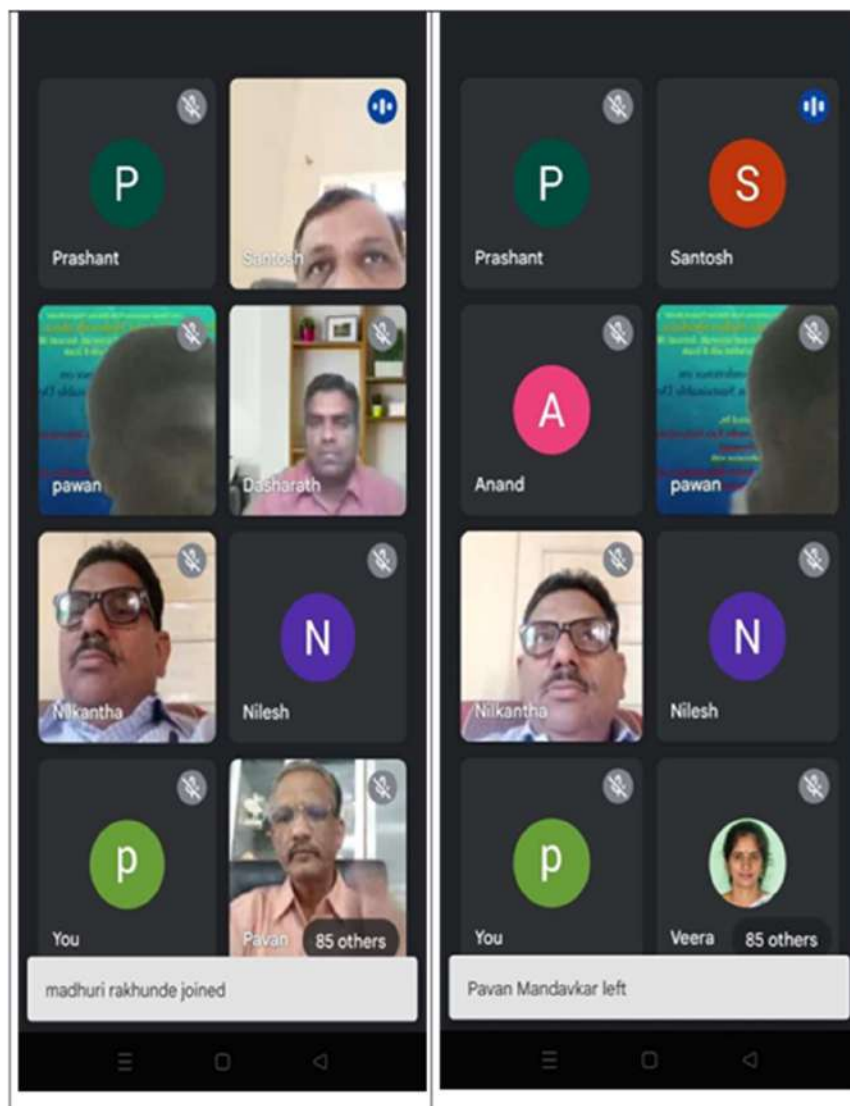 P
Prashant
Santosh
pawan
Dasharath
Nilkantha
N
Nilesh
p
You
Pavan
85 others
madhuri rakhunde joined
P
Prashant
S
Santosh
A
Anand
pawan
Nilkantha
N
Nilesh
p
You
Veera
85 others
Pavan Mandavkar left